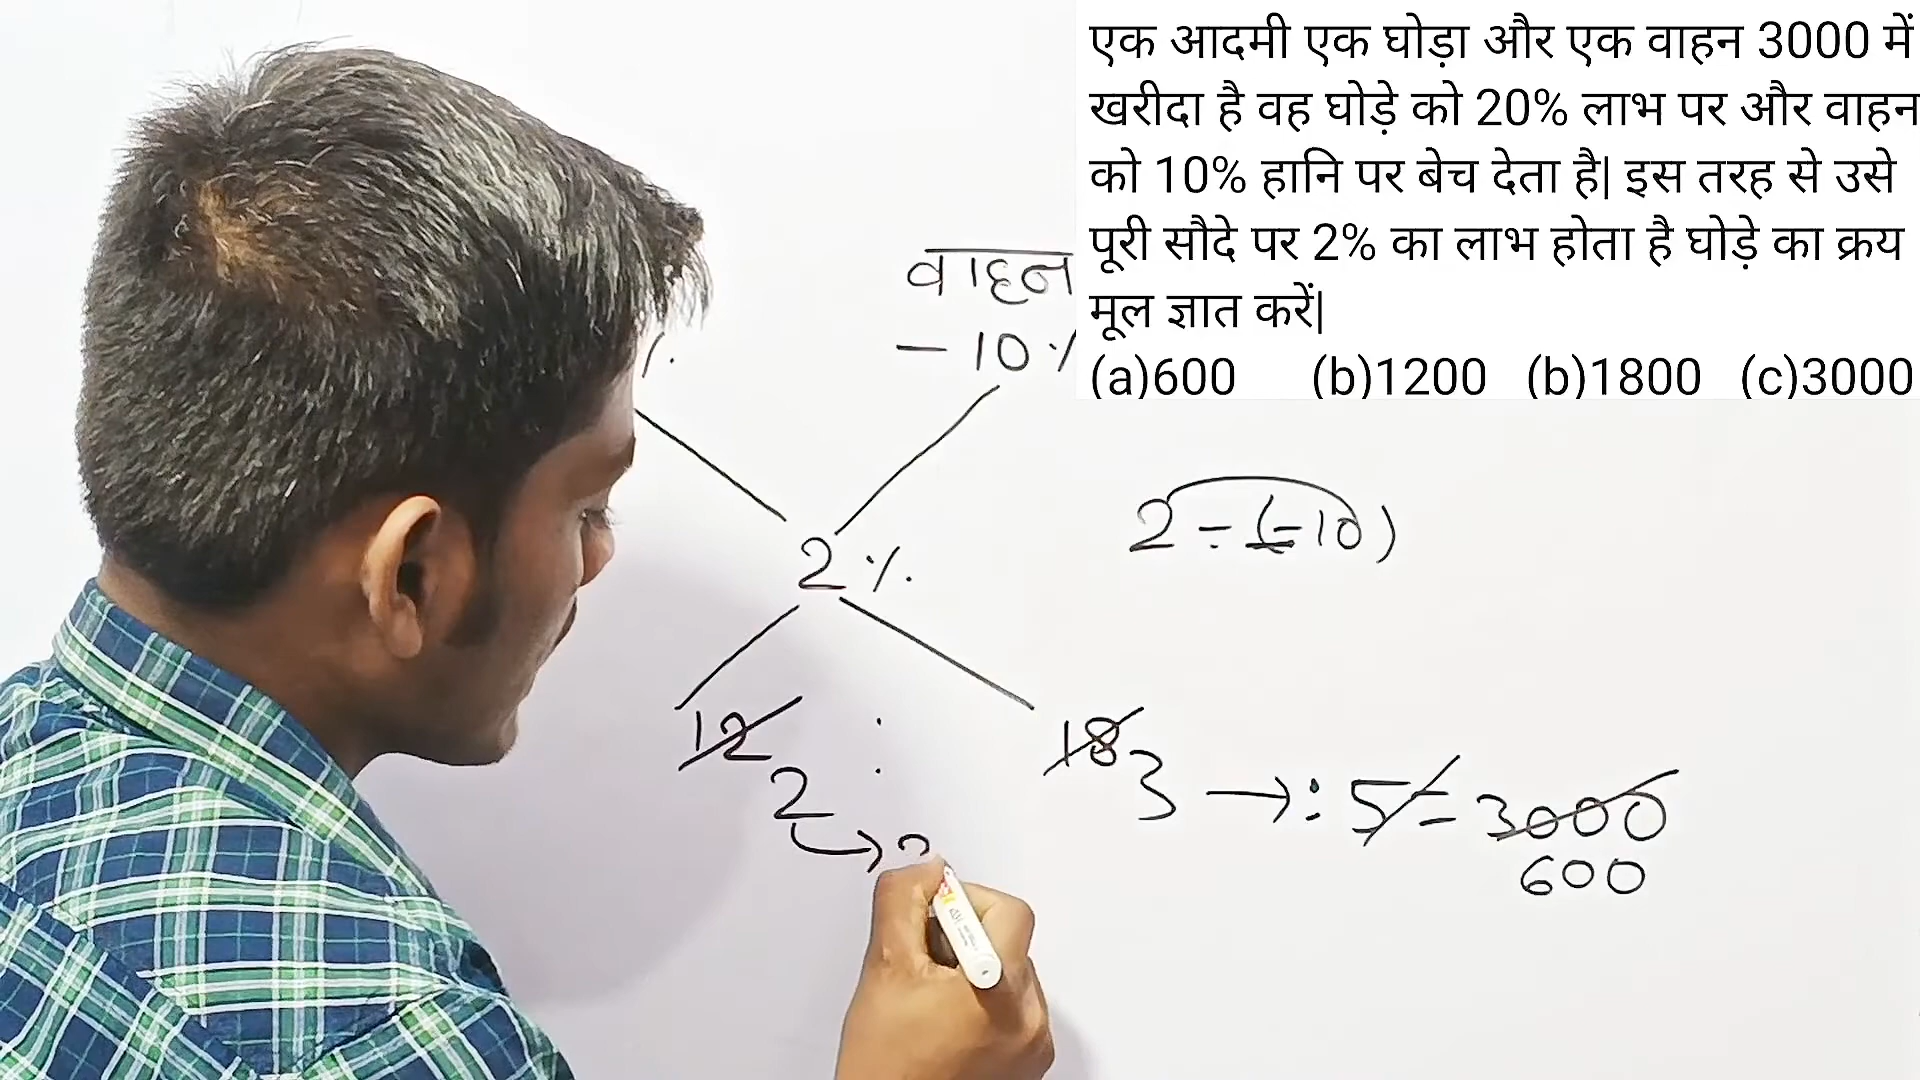 एक आदमी एक घोड़ा और एक वाहन 3000 में
खरीदा है वह घोड़े को 20% लाभ पर और वाहन
को 10% हानि पर बेच देता है| इस तरह से उसे
पूरी सौदे पर 2% का लाभ होता है घोड़े का क्रय
मूल ज्ञात करें|
(a)600 (b)1200 (b)1800 (c)3000
वाहन
% - 10%
2 - (-10)
2%
12 : 18
2 3 → : 5 = 3000
→ 600